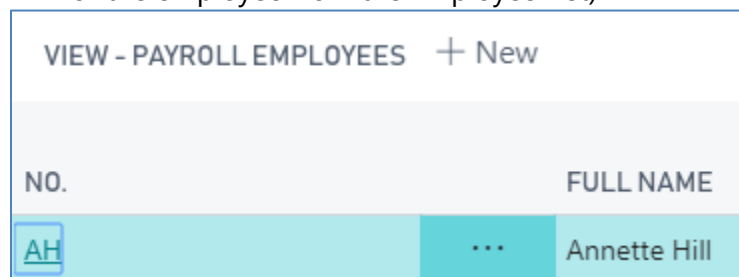 VIEW - PAYROLL EMPLOYEES + New
NO. FULL NAME
AH ... Annette Hill